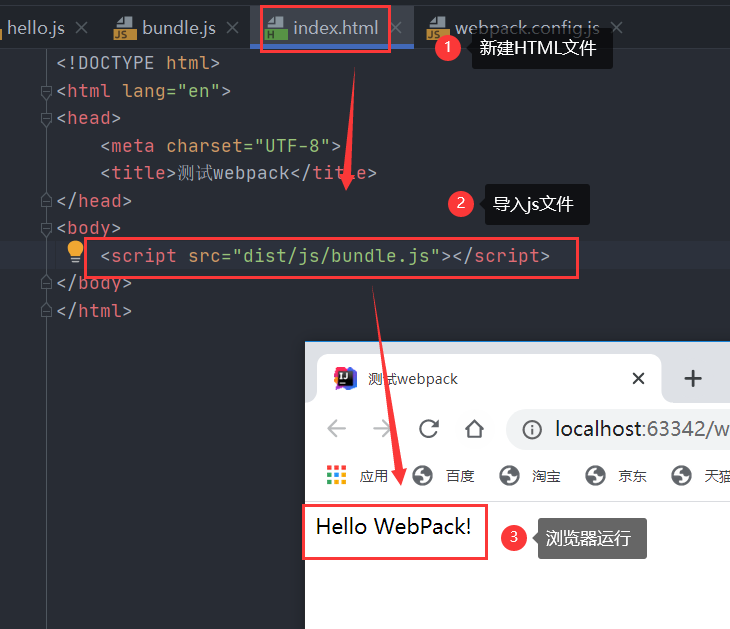 hello.js
bundle.js
index.html
webpack.config.js
1 新建HTML文件
<!DOCTYPE html>
<html lang="en">
<head>
<meta charset="UTF-8">
<title>测试webpack</title>
</head>
2 导入js文件
<body>
<script src="dist/js/bundle.js"></script>
</body>
</html>
测试webpack
localhost:63342/w
应用 百度 淘宝 京东 天猫
Hello WebPack!
3 浏览器运行